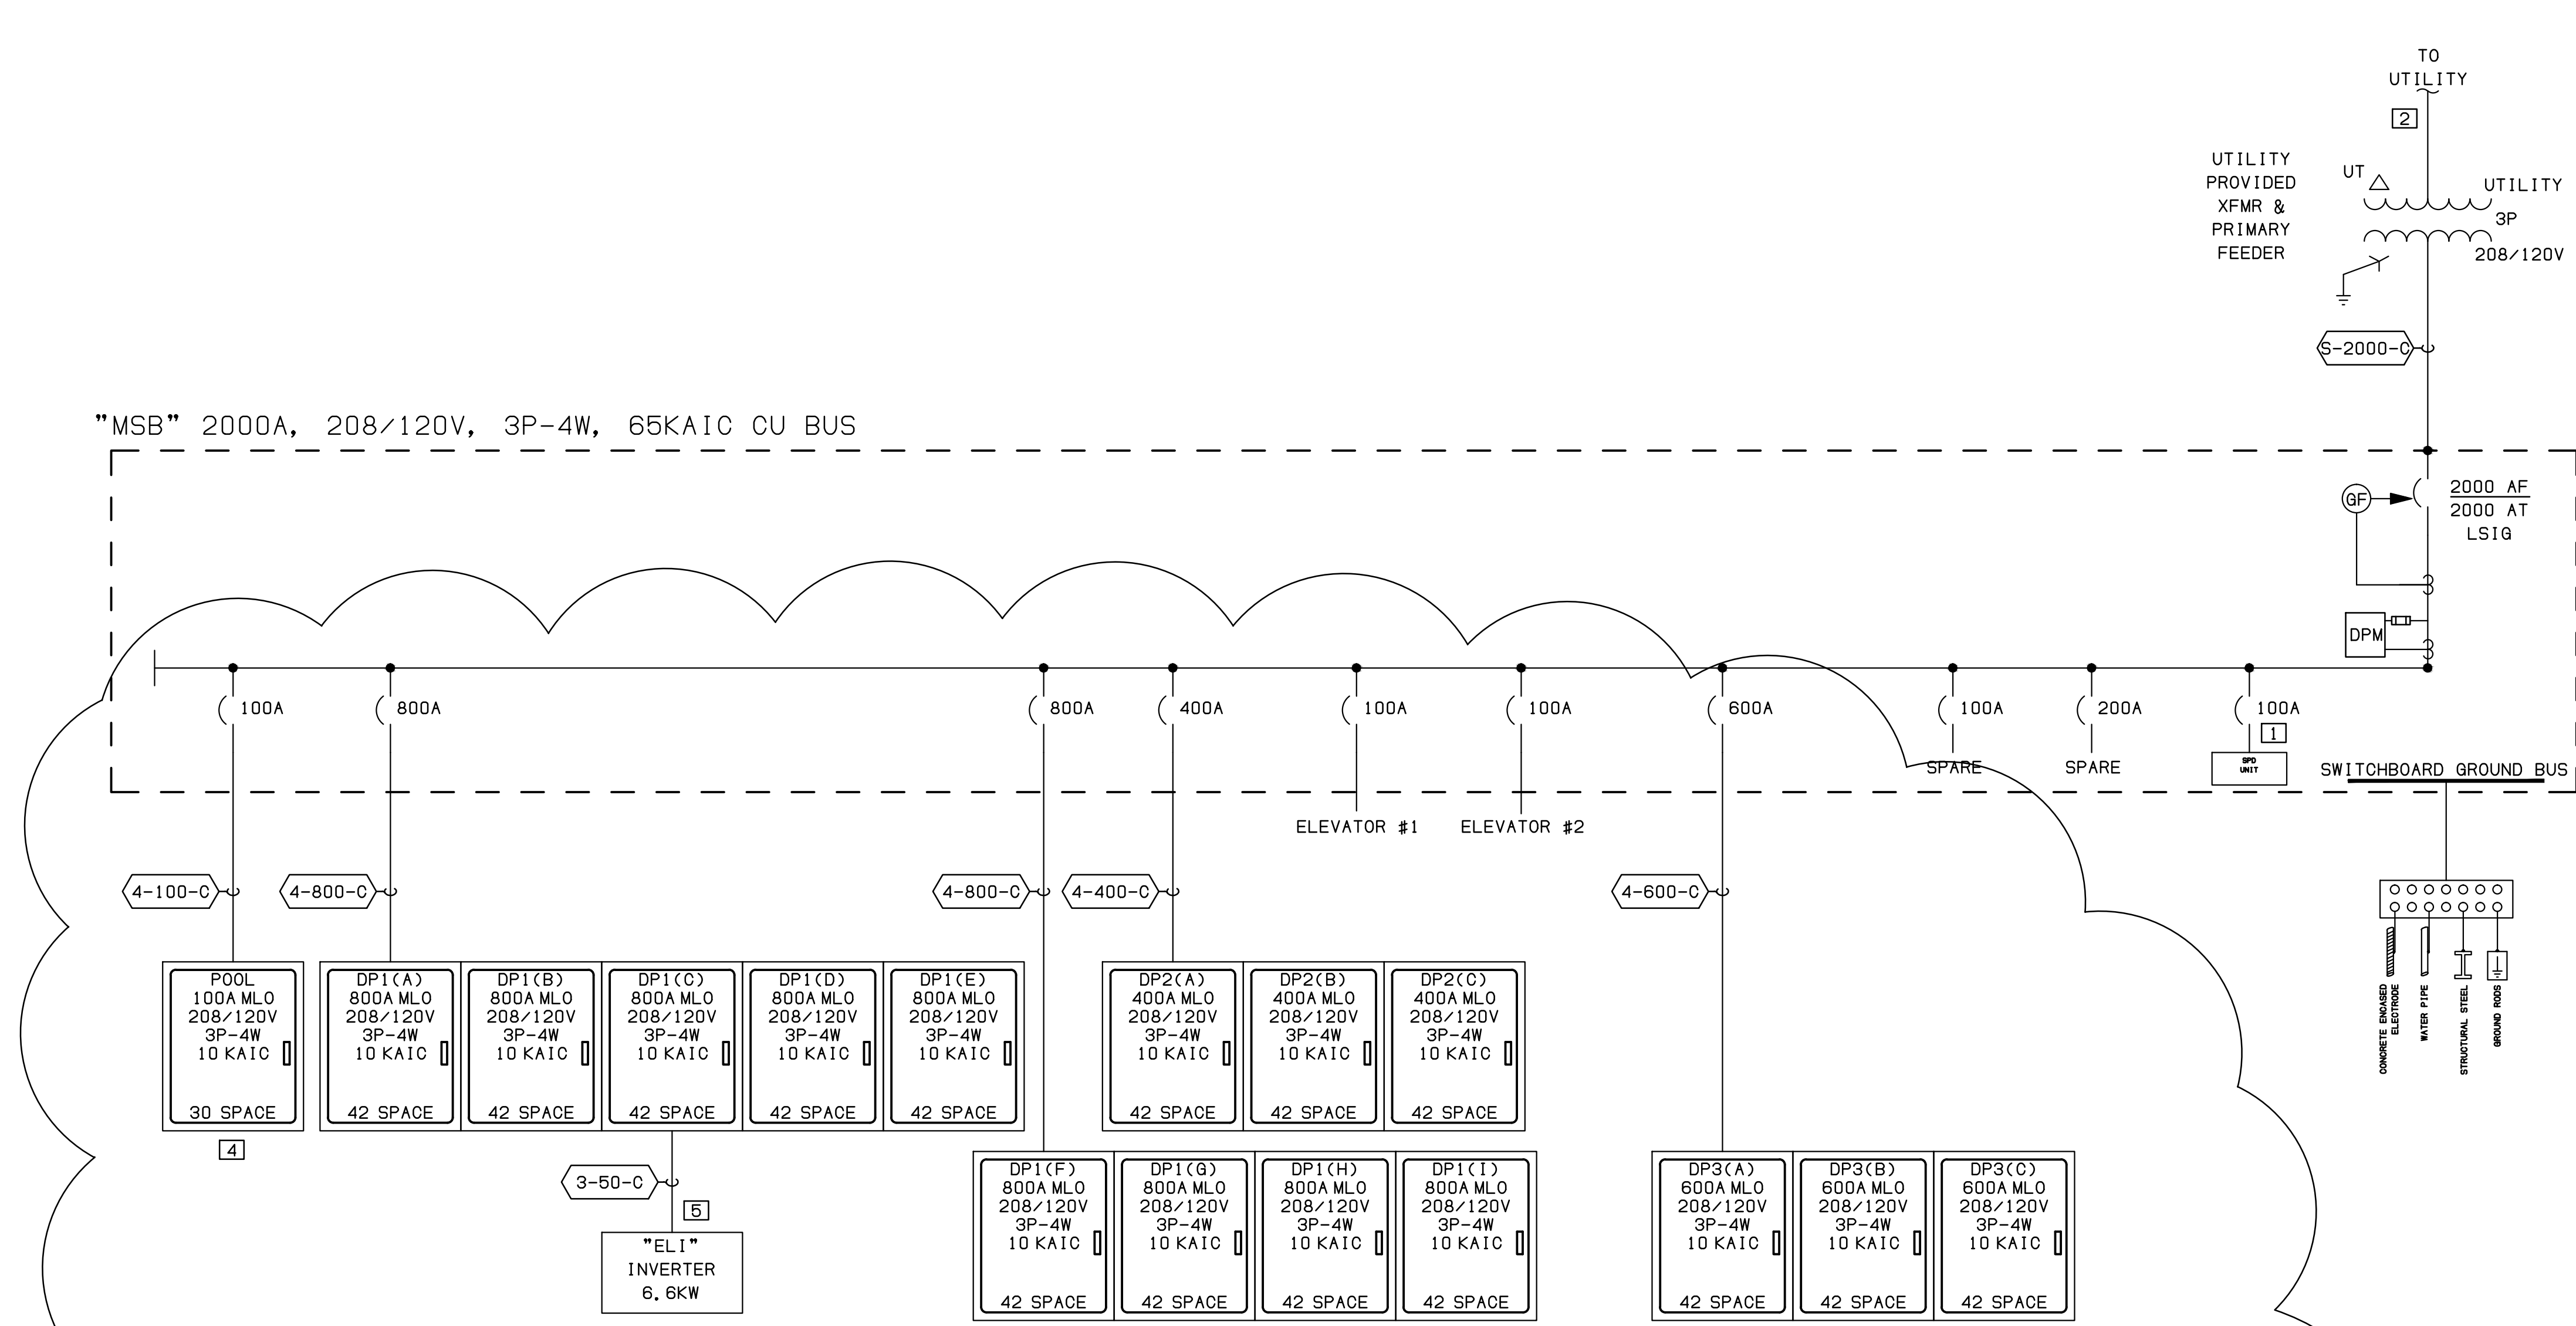 TO
UTILITY
2
UTILITY
PROVIDED
XFMR &
PRIMARY
FEEDER
UT
UTILITY
3P
208/120V
S-2000-C
"MSB" 2000A, 208/120V, 3P-4W, 65KAIC CU BUS
GF
2000 AF
2000 AT
LSIG
DPM
100A
800A
800A
400A
100A
100A
600A
100A
200A
100A
1
SPARE
SPARE
SPD
UNIT
SWITCHBOARD GROUND BUS
ELEVATOR #1
ELEVATOR #2
4-100-C
4-800-C
4-800-C
4-400-C
4-600-C
CONCRETE ENCASED
ELECTRODE
WATER PIPE
STRUCTURAL STEEL
GROUND RODS
POOL
100A MLO
208/120V
3P-4W
10 KAIC
30 SPACE
4
DP1(A)
800A MLO
208/120V
3P-4W
10 KAIC
42 SPACE
DP1(B)
800A MLO
208/120V
3P-4W
10 KAIC
42 SPACE
DP1(C)
800A MLO
208/120V
3P-4W
10 KAIC
42 SPACE
DP1(D)
800A MLO
208/120V
3P-4W
10 KAIC
42 SPACE
DP1(E)
800A MLO
208/120V
3P-4W
10 KAIC
42 SPACE
DP2(A)
400A MLO
208/120V
3P-4W
10 KAIC
42 SPACE
DP2(B)
400A MLO
208/120V
3P-4W
10 KAIC
42 SPACE
DP2(C)
400A MLO
208/120V
3P-4W
10 KAIC
42 SPACE
3-50-C
5
"ELI"
INVERTER
6.6KW
DP1(F)
800A MLO
208/120V
3P-4W
10 KAIC
42 SPACE
DP1(G)
800A MLO
208/120V
3P-4W
10 KAIC
42 SPACE
DP1(H)
800A MLO
208/120V
3P-4W
10 KAIC
42 SPACE
DP1(I)
800A MLO
208/120V
3P-4W
10 KAIC
42 SPACE
DP3(A)
600A MLO
208/120V
3P-4W
10 KAIC
42 SPACE
DP3(B)
600A MLO
208/120V
3P-4W
10 KAIC
42 SPACE
DP3(C)
600A MLO
208/120V
3P-4W
10 KAIC
42 SPACE